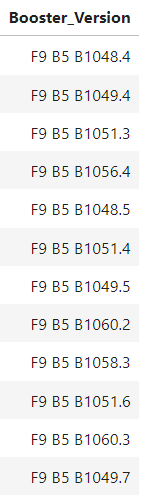 Booster_Version
F9 B5 B1048.4
F9 B5 B1049.4
F9 B5 B1051.3
F9 B5 B1056.4
F9 B5 B1048.5
F9 B5 B1051.4
F9 B5 B1049.5
F9 B5 B1060.2
F9 B5 B1058.3
F9 B5 B1051.6
F9 B5 B1060.3
F9 B5 B1049.7